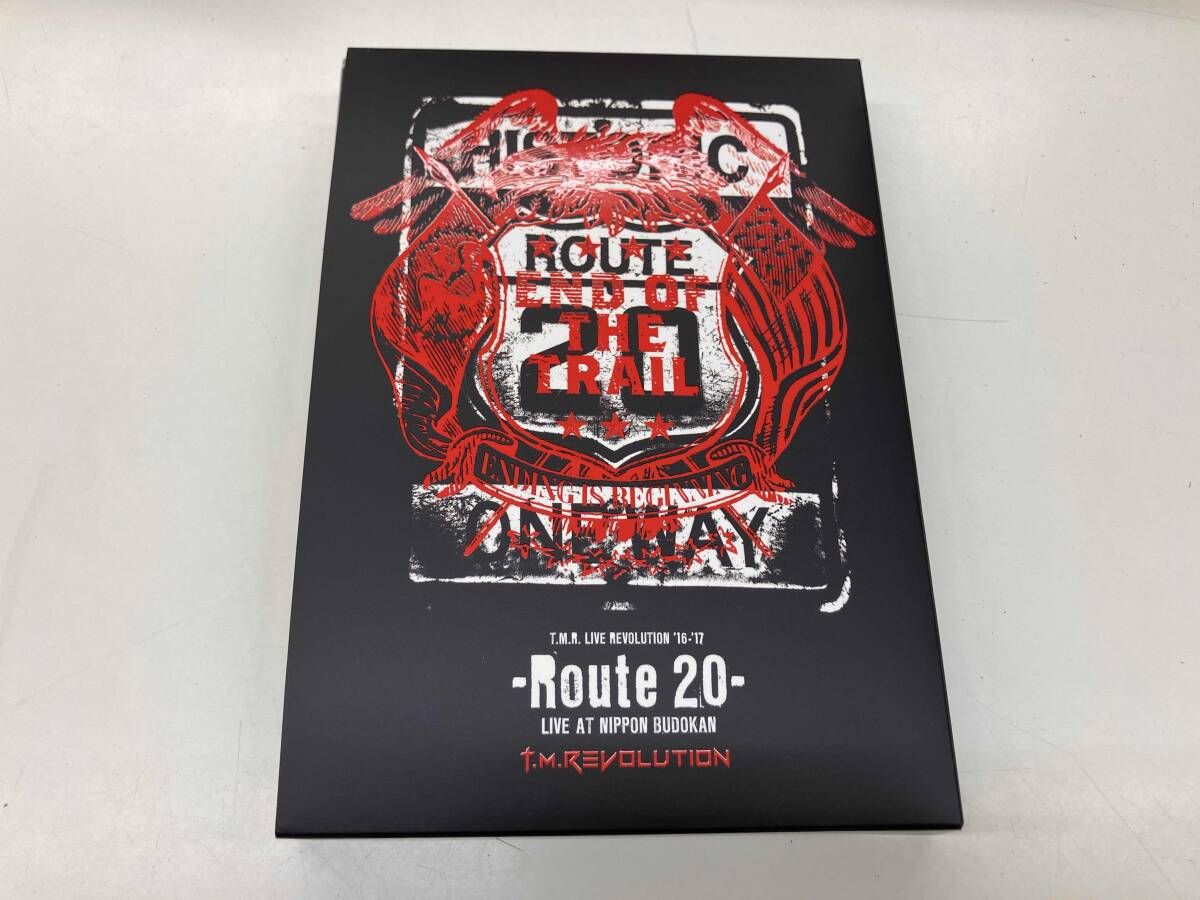 HISTORIC
ROUTE
END OF
THE
20
TRAIL
ENDING IS BEGINNING
ONE WAY
T.M.R. LIVE REVOLUTION '16-'17
-Route 20-
LIVE AT NIPPON BUDOKAN
T.M.REVOLUTION